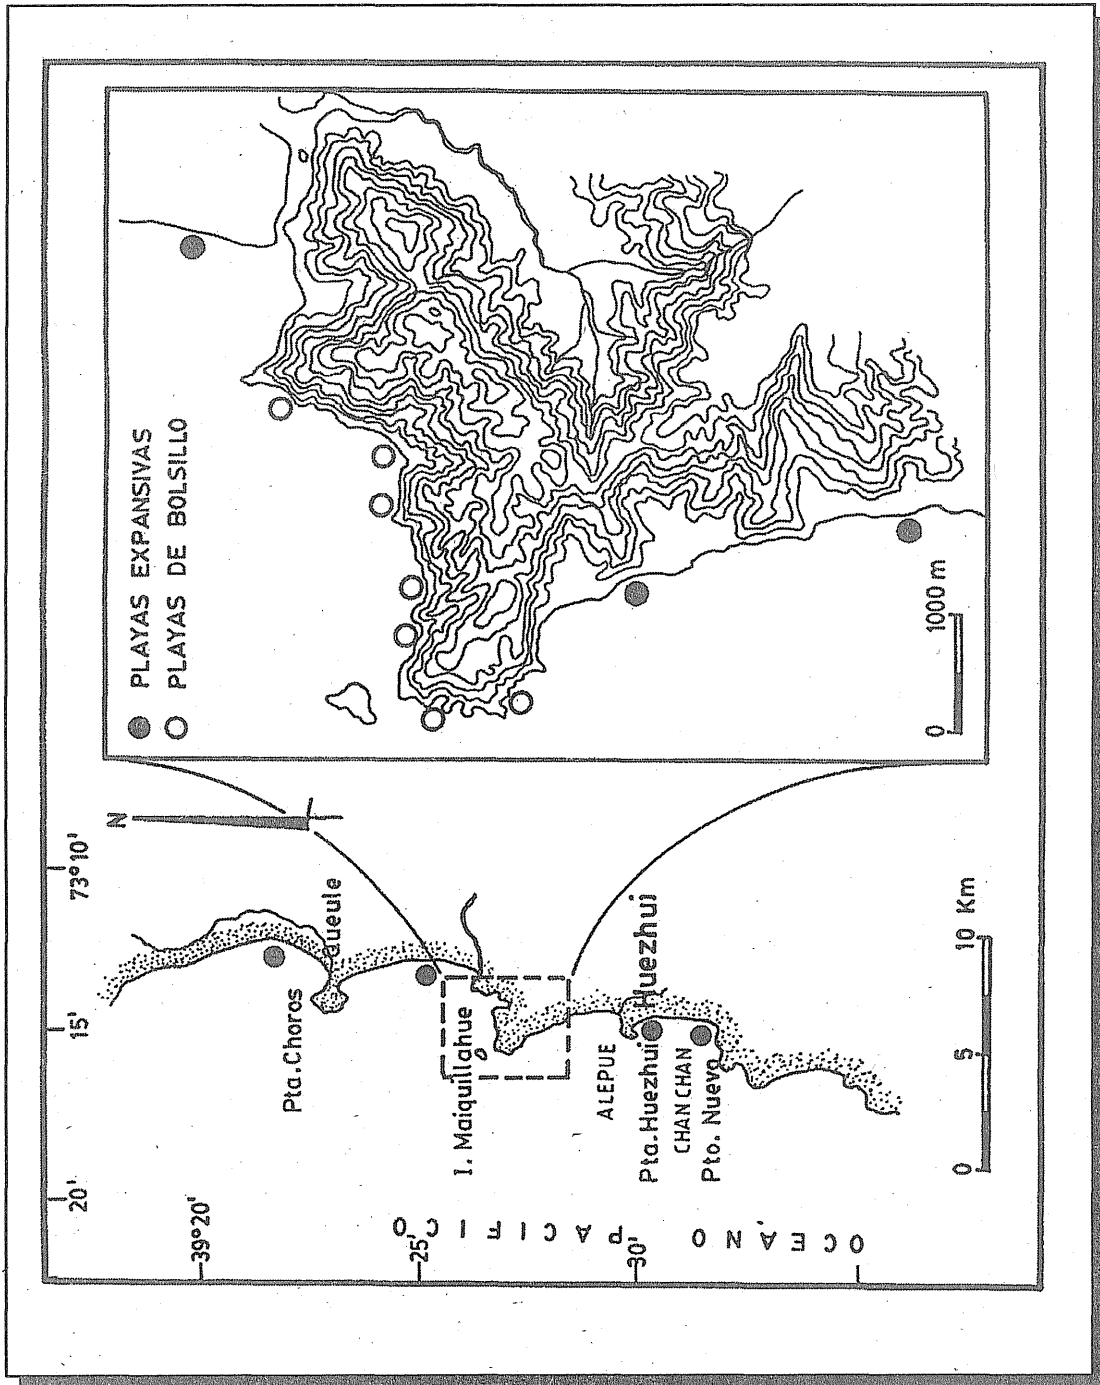 PLAYAS EXPANSIVAS
PLAYAS DE BOLSILLO
0 1000 m
N
73°10'
15'
20'
39°20'
25'
30'
Queule
Pta. Choros
I. Maiquillahue
ALEPUE
Huezhui
Pta. Huezhui
CHAN CHAN
Pto. Nuevo
OCEANO PACIFICO
0 5 10 Km